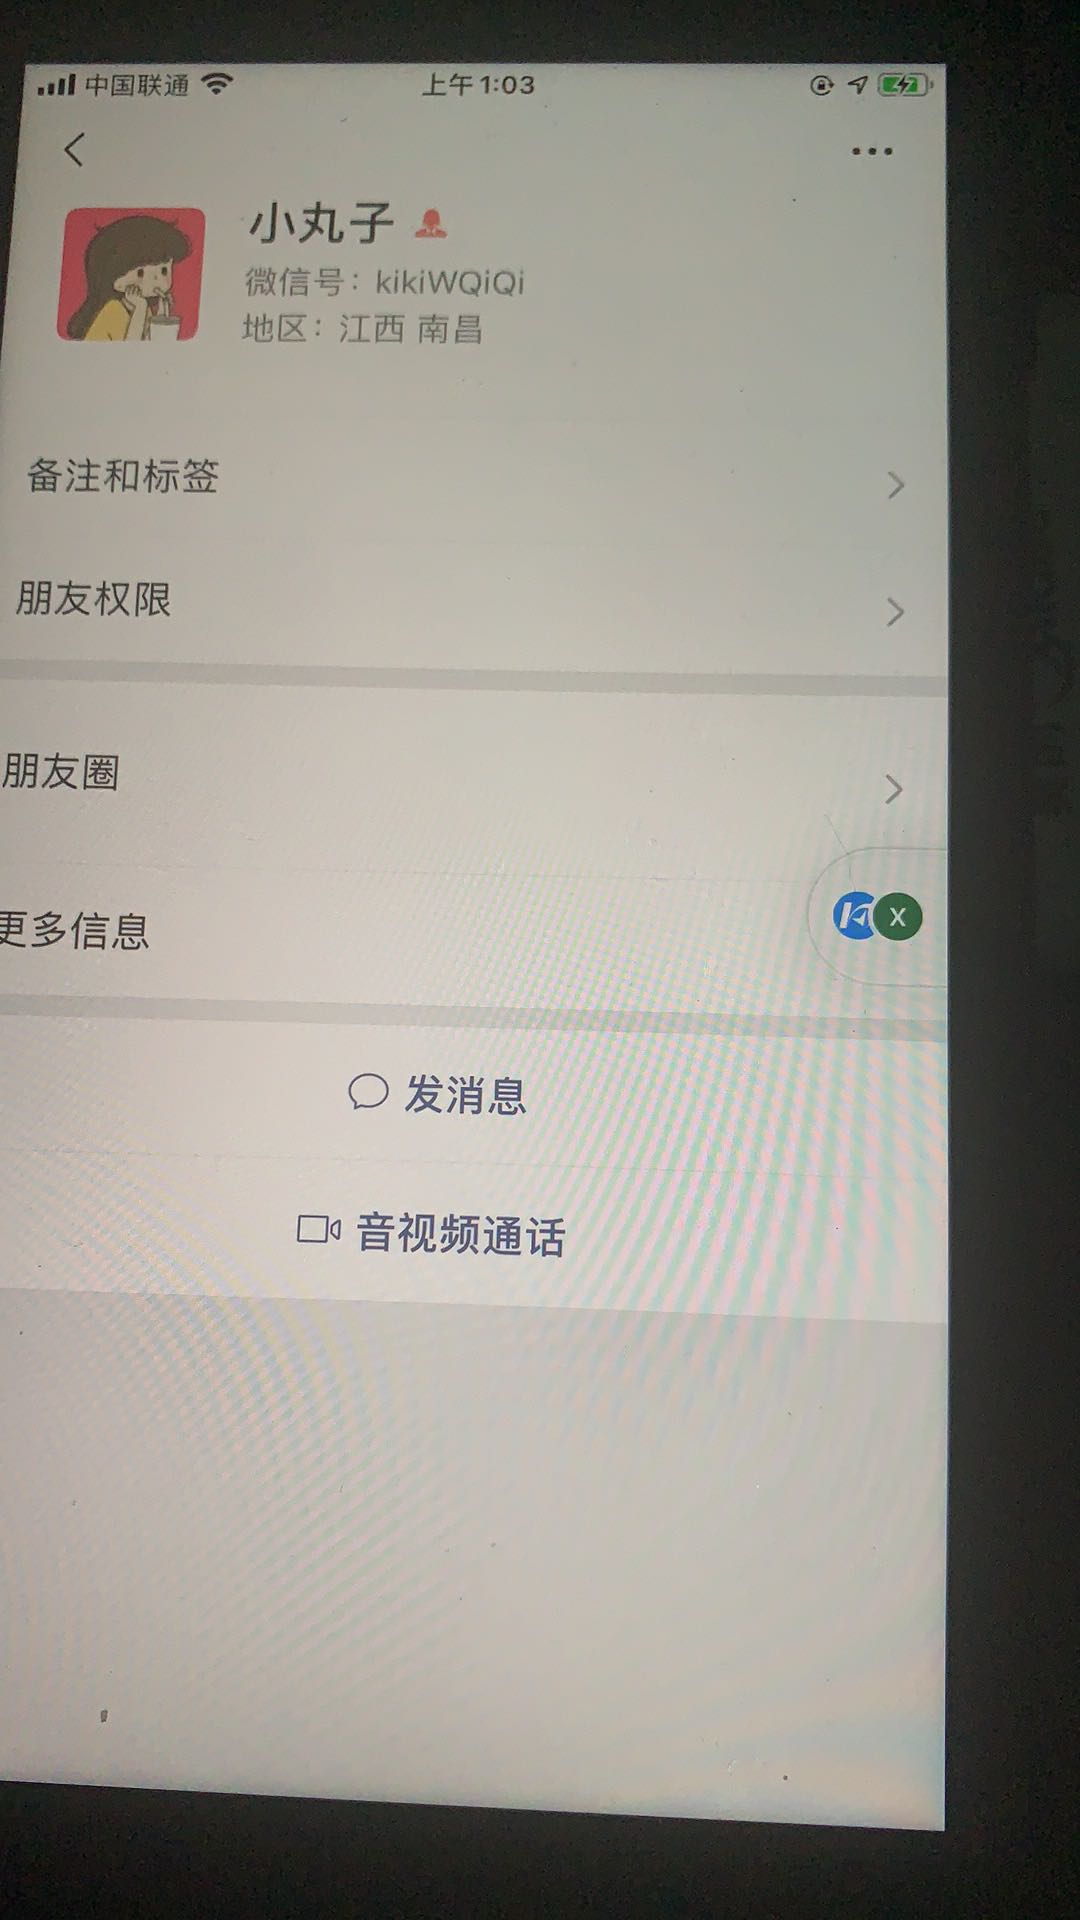 中国联通 上午1:03
小丸子
微信号：kikiWQiQi
地区：江西 南昌
备注和标签
朋友权限
朋友圈
更多信息
X
发消息
音视频通话